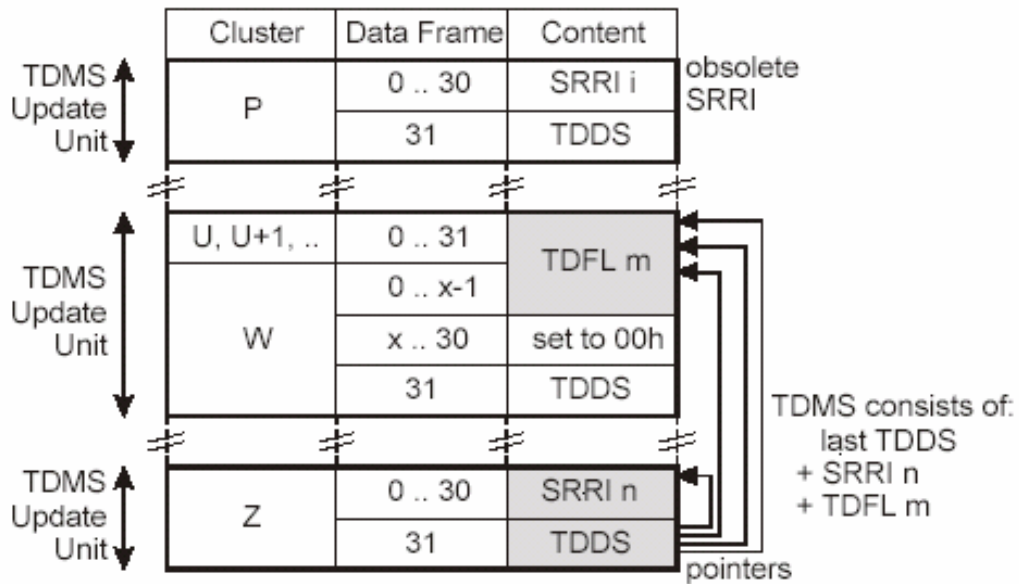 Cluster Data Frame Content
TDMS
Update
Unit
P
0 .. 30 SRRI i
31 TDDS
obsolete
SRRI
TDMS
Update
Unit
U, U+1, .. 0 .. 31
TDFL m
W
0 .. x-1
x .. 30 set to 00h
31 TDDS
TDMS consists of:
last TDDS
+ SRRI n
+ TDFL m
TDMS
Update
Unit
Z
0 .. 30 SRRI n
31 TDDS
pointers